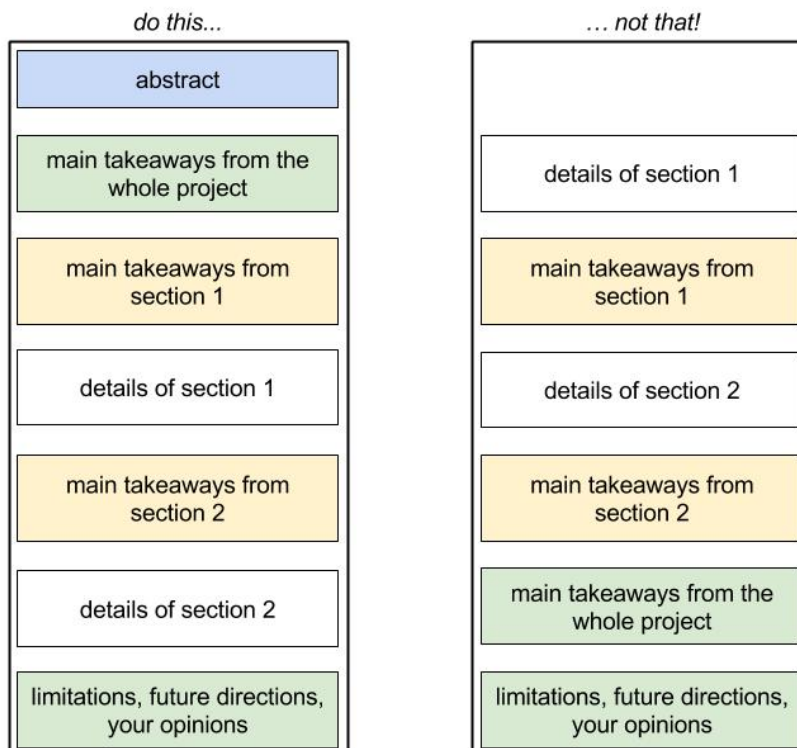 do this...
abstract
main takeaways from the
whole project
main takeaways from
section 1
details of section 1
main takeaways from
section 2
details of section 2
limitations, future directions,
your opinions
... not that!
details of section 1
main takeaways from
section 1
details of section 2
main takeaways from
section 2
main takeaways from the
whole project
limitations, future directions,
your opinions